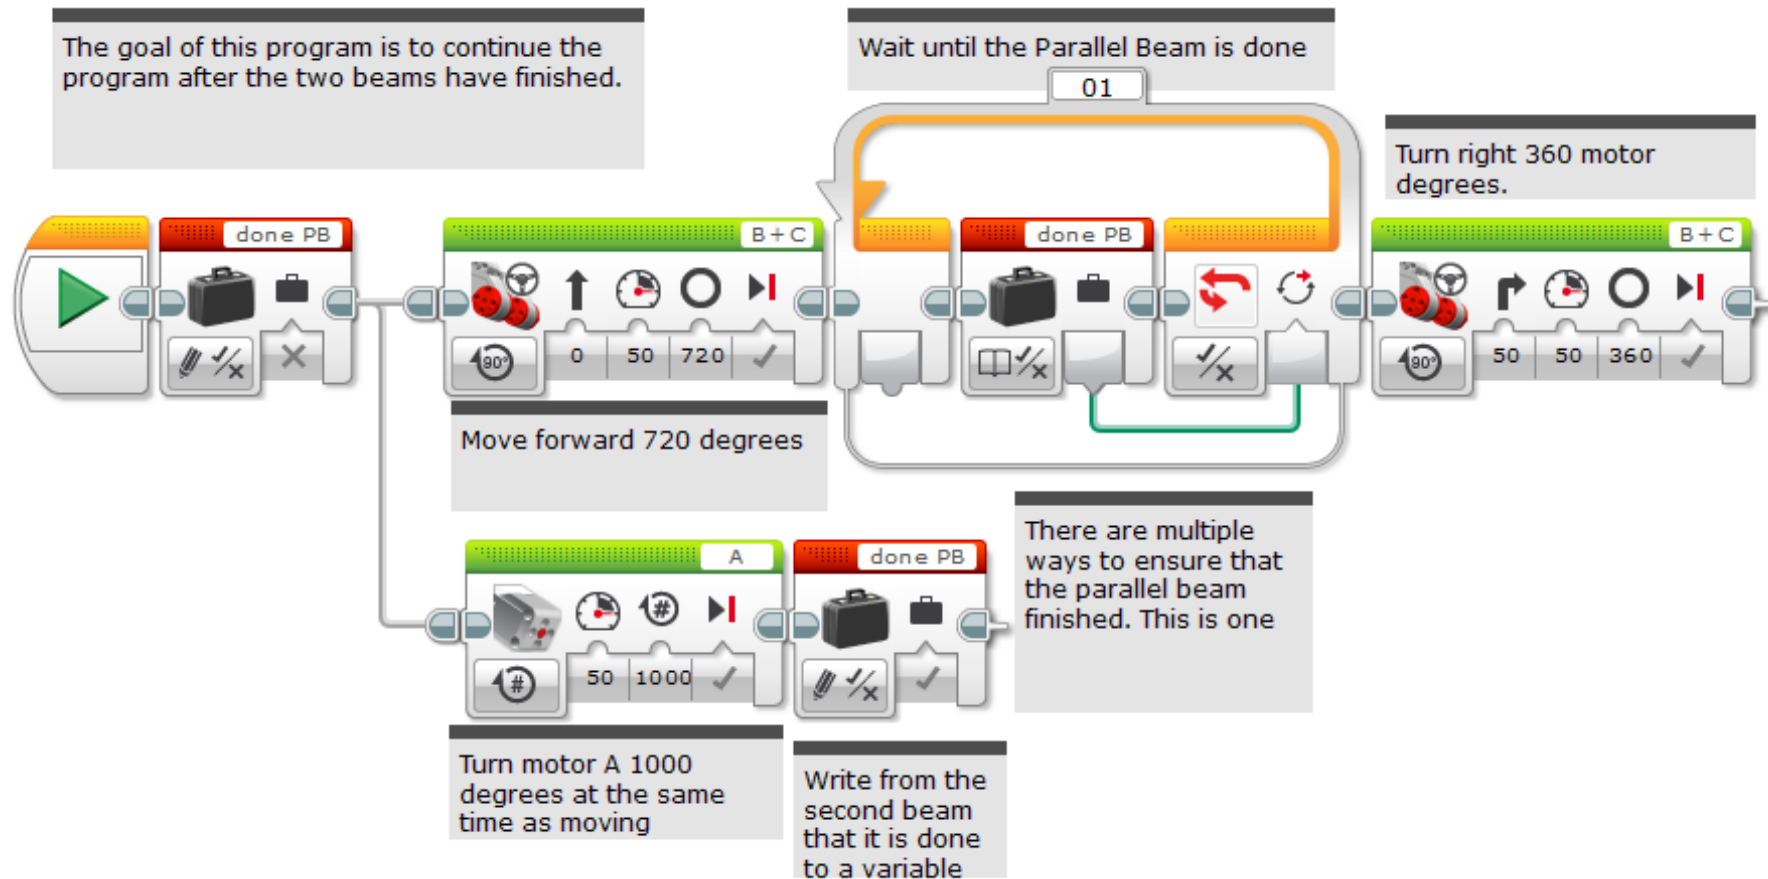 The goal of this program is to continue the
program after the two beams have finished.
Wait until the Parallel Beam is done
01
Turn right 360 motor
degrees.
done PB
B+C
done PB
B+C
90°
0 50 720
90°
50 50 360
Move forward 720 degrees
A
done PB
#
#
50 1000
There are multiple
ways to ensure that
the parallel beam
finished. This is one
Turn motor A 1000
degrees at the same
time as moving
Write from the
second beam
that it is done
to a variable